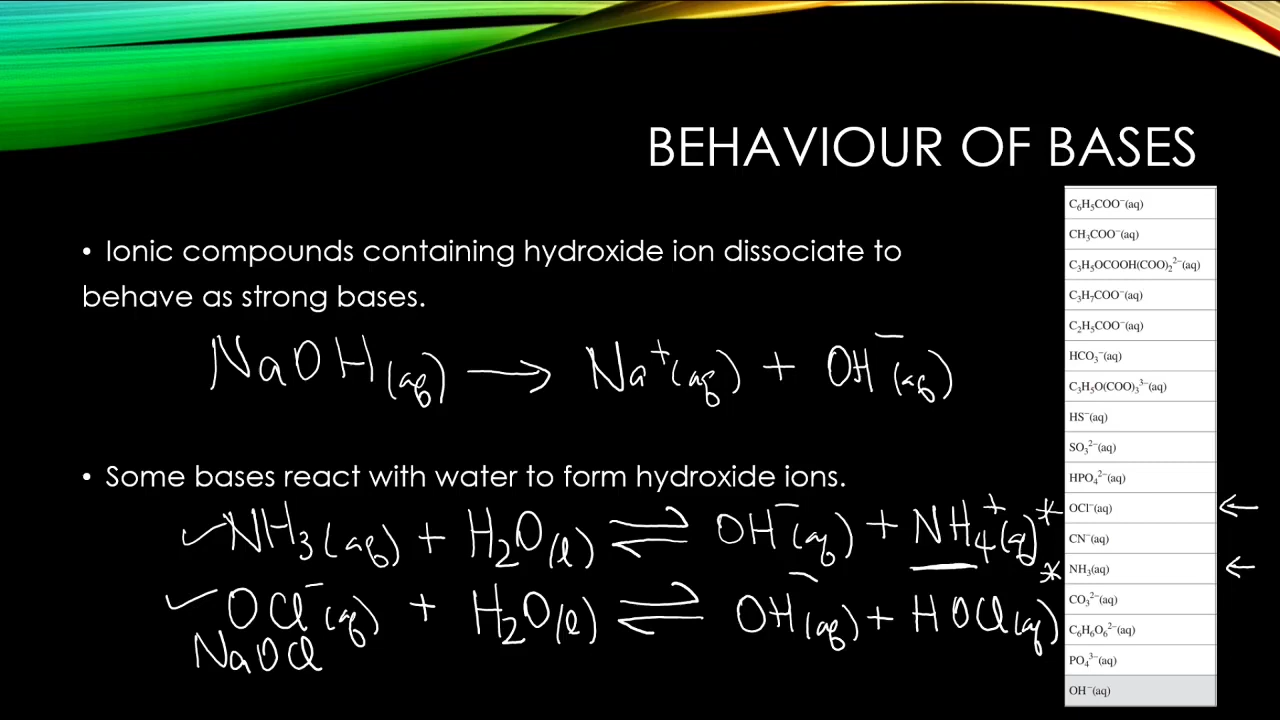 BEHAVIOUR OF BASES
• Ionic compounds containing hydroxide ion dissociate to
behave as strong bases.
NaOH(aq) → Na⁺(aq) + OH⁻(aq)
• Some bases react with water to form hydroxide ions.
✓NH₃(aq) + H₂O(l) ⇌ OH⁻(aq) + NH₄⁺(aq)
✓OCl⁻(aq) + H₂O(l) ⇌ OH⁻(aq) + HOCl(aq)
NaOCl
C₆H₅COO⁻(aq)
CH₃COO⁻(aq)
C₃H₅OCOOH(COO)₂²⁻(aq)
C₃H₇COO⁻(aq)
C₂H₅COO⁻(aq)
HCO₃⁻(aq)
C₃H₅O(COO)₃³⁻(aq)
HS⁻(aq)
SO₃²⁻(aq)
HPO₄²⁻(aq)
* OCl⁻(aq) ←
CN⁻(aq)
* NH₃(aq) ←
CO₃²⁻(aq)
C₆H₆O₆²⁻(aq)
PO₄³⁻(aq)
OH⁻(aq)